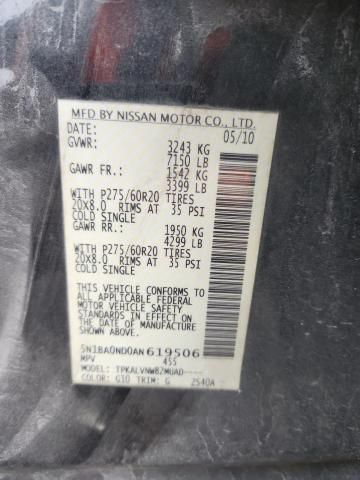 MFD BY NISSAN MOTOR CO., LTD.
DATE: 05/10
GVWR: 3243 KG
7150 LB
GAWR FR.: 1542 KG
3399 LB
WITH P275/60R20 TIRES
20X8.0 RIMS AT 35 PSI
COLD SINGLE
GAWR RR.: 1950 KG
4299 LB
WITH P275/60R20 TIRES
20X8.0 RIMS AT 35 PSI
COLD SINGLE
THIS VEHICLE CONFORMS TO
ALL APPLICABLE FEDERAL
MOTOR VEHICLE SAFETY
STANDARDS IN EFFECT ON
THE DATE OF MANUFACTURE
SHOWN ABOVE.
5N1BA0ND0AN619506
MPV 455
MODEL: TPKALVNW8ZMUAD-----
COLOR: G10 TRIM: G 2S40A -